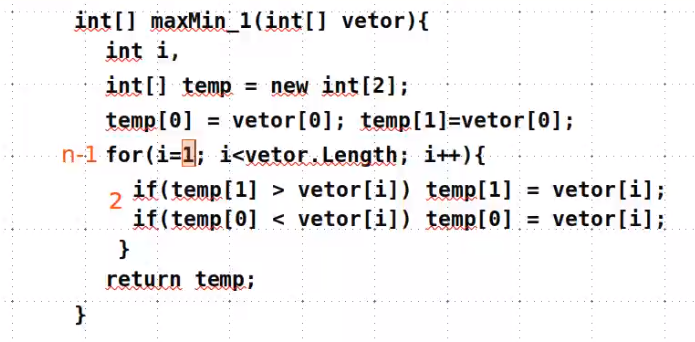 int[] maxMin_1(int[] vetor){
int i,
int[] temp = new int[2];
temp[0] = vetor[0]; temp[1]=vetor[0];
n-1 for(i=1; i<vetor.Length; i++){
2 if(temp[1] > vetor[i]) temp[1] = vetor[i];
if(temp[0] < vetor[i]) temp[0] = vetor[i];
}
return temp;
}